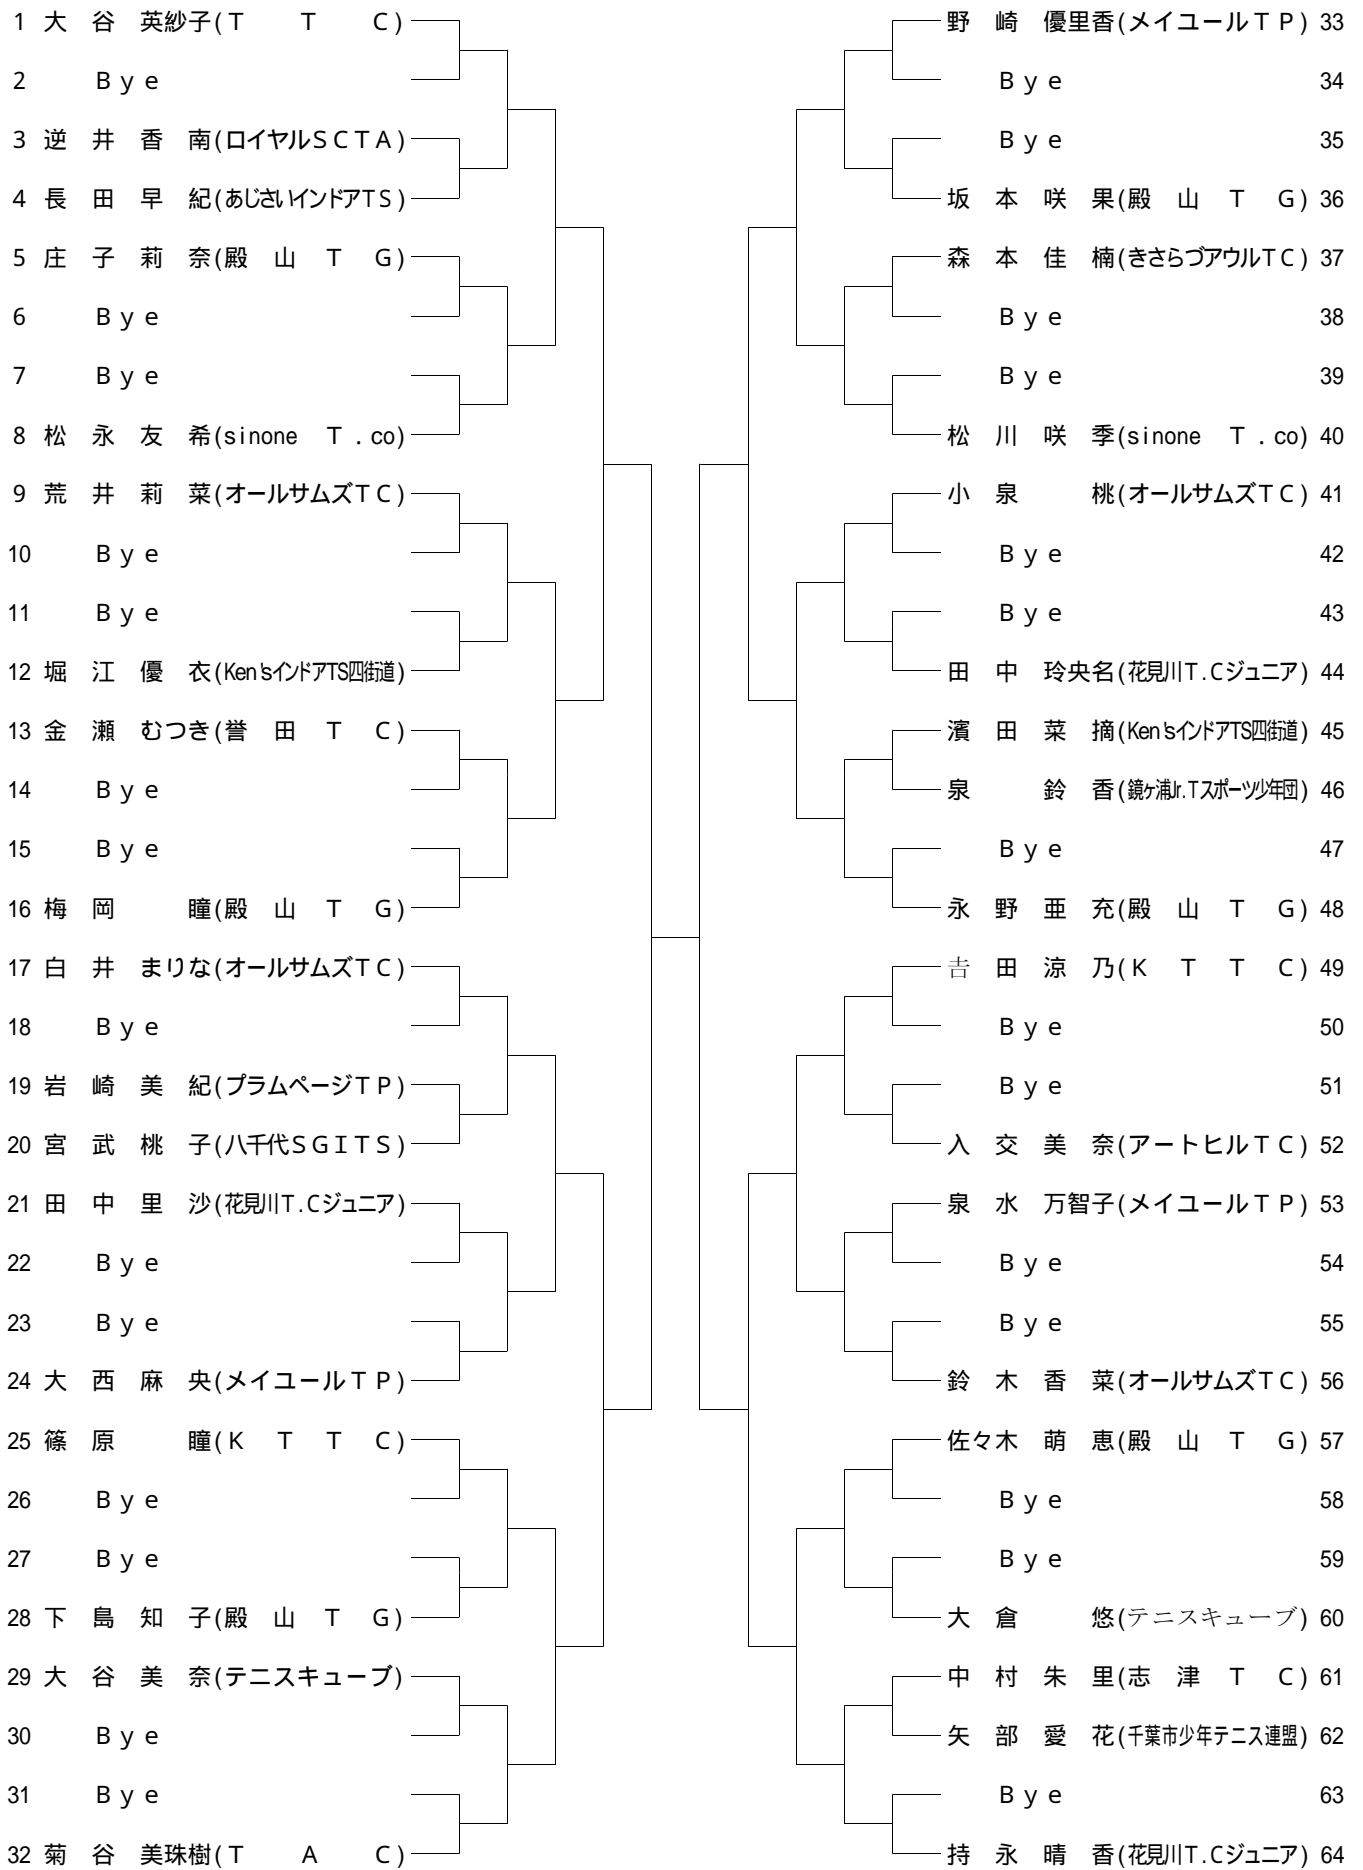 1 大 谷 英紗子(T T C)
2 Bye
3 逆 井 香 南(ロイヤルSCTA)
4 長 田 早 紀(あじさいインドアTS)
5 庄 子 莉 奈(殿 山 T G)
6 Bye
7 Bye
8 松 永 友 希(sinone T.co)
9 荒 井 莉 菜(オールサムズTC)
10 Bye
11 Bye
12 堀 江 優 衣(Ken'sインドアTS四街道)
13 金 瀬 むつき(誉 田 T C)
14 Bye
15 Bye
16 梅 岡 瞳(殿 山 T G)
17 白 井 まりな(オールサムズTC)
18 Bye
19 岩 崎 美 紀(プラムページTP)
20 宮 武 桃 子(八千代SGITS)
21 田 中 里 沙(花見川T.Cジュニア)
22 Bye
23 Bye
24 大 西 麻 央(メイユールTP)
25 篠 原 瞳(K T T C)
26 Bye
27 Bye
28 下 島 知 子(殿 山 T G)
29 大 谷 美 奈(テニスキューブ)
30 Bye
31 Bye
32 菊 谷 美珠樹(T A C)
野 崎 優里香(メイユールTP) 33
Bye 34
Bye 35
坂 本 咲 果(殿 山 T G) 36
森 本 佳 楠(きさらづアウルTC) 37
Bye 38
Bye 39
松 川 咲 季(sinone T.co) 40
小 泉 桃(オールサムズTC) 41
Bye 42
Bye 43
田 中 玲央名(花見川T.Cジュニア) 44
濱 田 菜 摘(Ken'sインドアTS四街道) 45
泉 鈴 香(鏡ヶ浦Jr.Tスポーツ少年団) 46
Bye 47
永 野 亜 充(殿 山 T G) 48
𠮷 田 涼 乃(K T T C) 49
Bye 50
Bye 51
入 交 美 奈(アートヒルTC) 52
泉 水 万智子(メイユールTP) 53
Bye 54
Bye 55
鈴 木 香 菜(オールサムズTC) 56
佐々木 萌 恵(殿 山 T G) 57
Bye 58
Bye 59
大 倉 悠(テニスキューブ) 60
中 村 朱 里(志 津 T C) 61
矢 部 愛 花(千葉市少年テニス連盟) 62
Bye 63
持 永 晴 香(花見川T.Cジュニア) 64